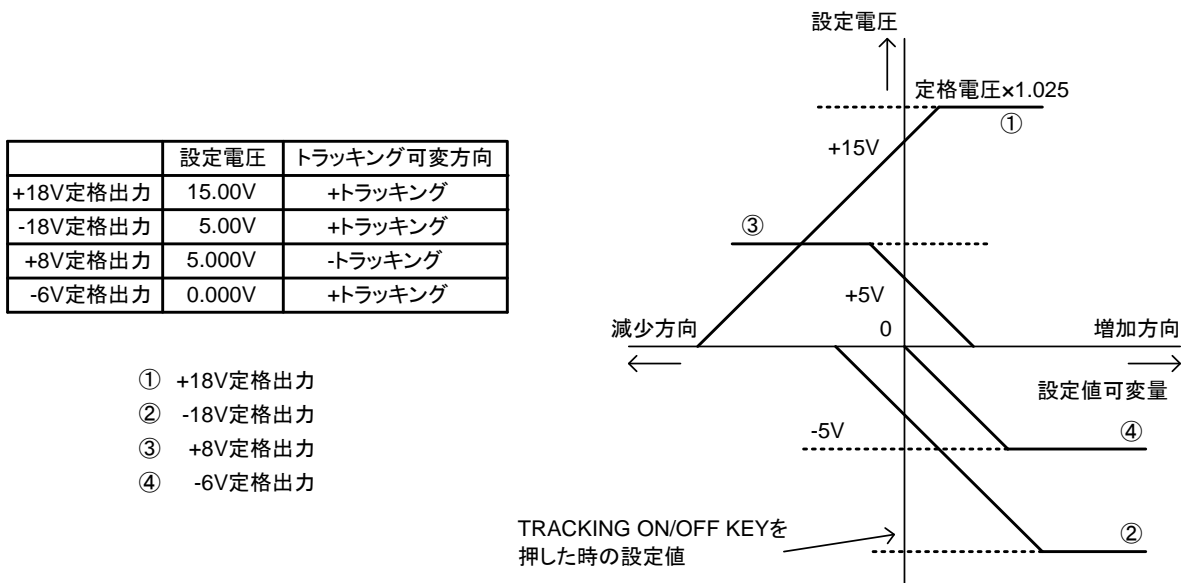 設定電圧 トラッキング可変方向
+18V定格出力 15.00V +トラッキング
-18V定格出力 5.00V +トラッキング
+8V定格出力 5.000V -トラッキング
-6V定格出力 0.000V +トラッキング
① +18V定格出力
② -18V定格出力
③ +8V定格出力
④ -6V定格出力
設定電圧
定格電圧×1.025
①
+15V
③
+5V
減少方向
0
増加方向
設定値可変量
-5V
④
TRACKING ON/OFF KEYを
押した時の設定値
②